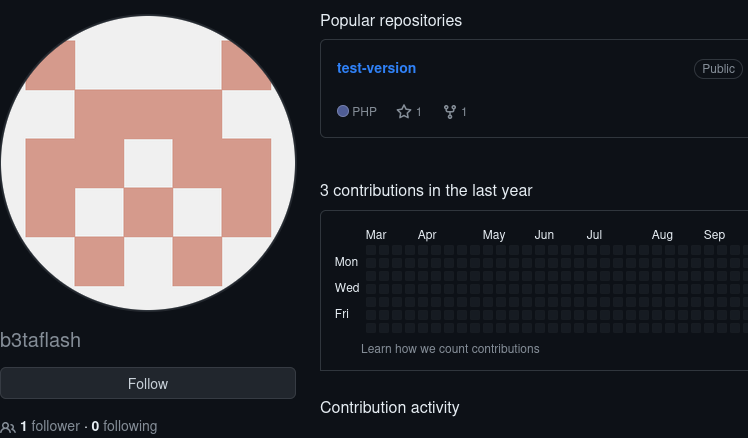 Popular repositories
test-version
Public
PHP 1 1
3 contributions in the last year
Mar Apr May Jun Jul Aug Sep
Mon
Wed
Fri
Learn how we count contributions
Contribution activity
b3taflash
Follow
1 follower · 0 following